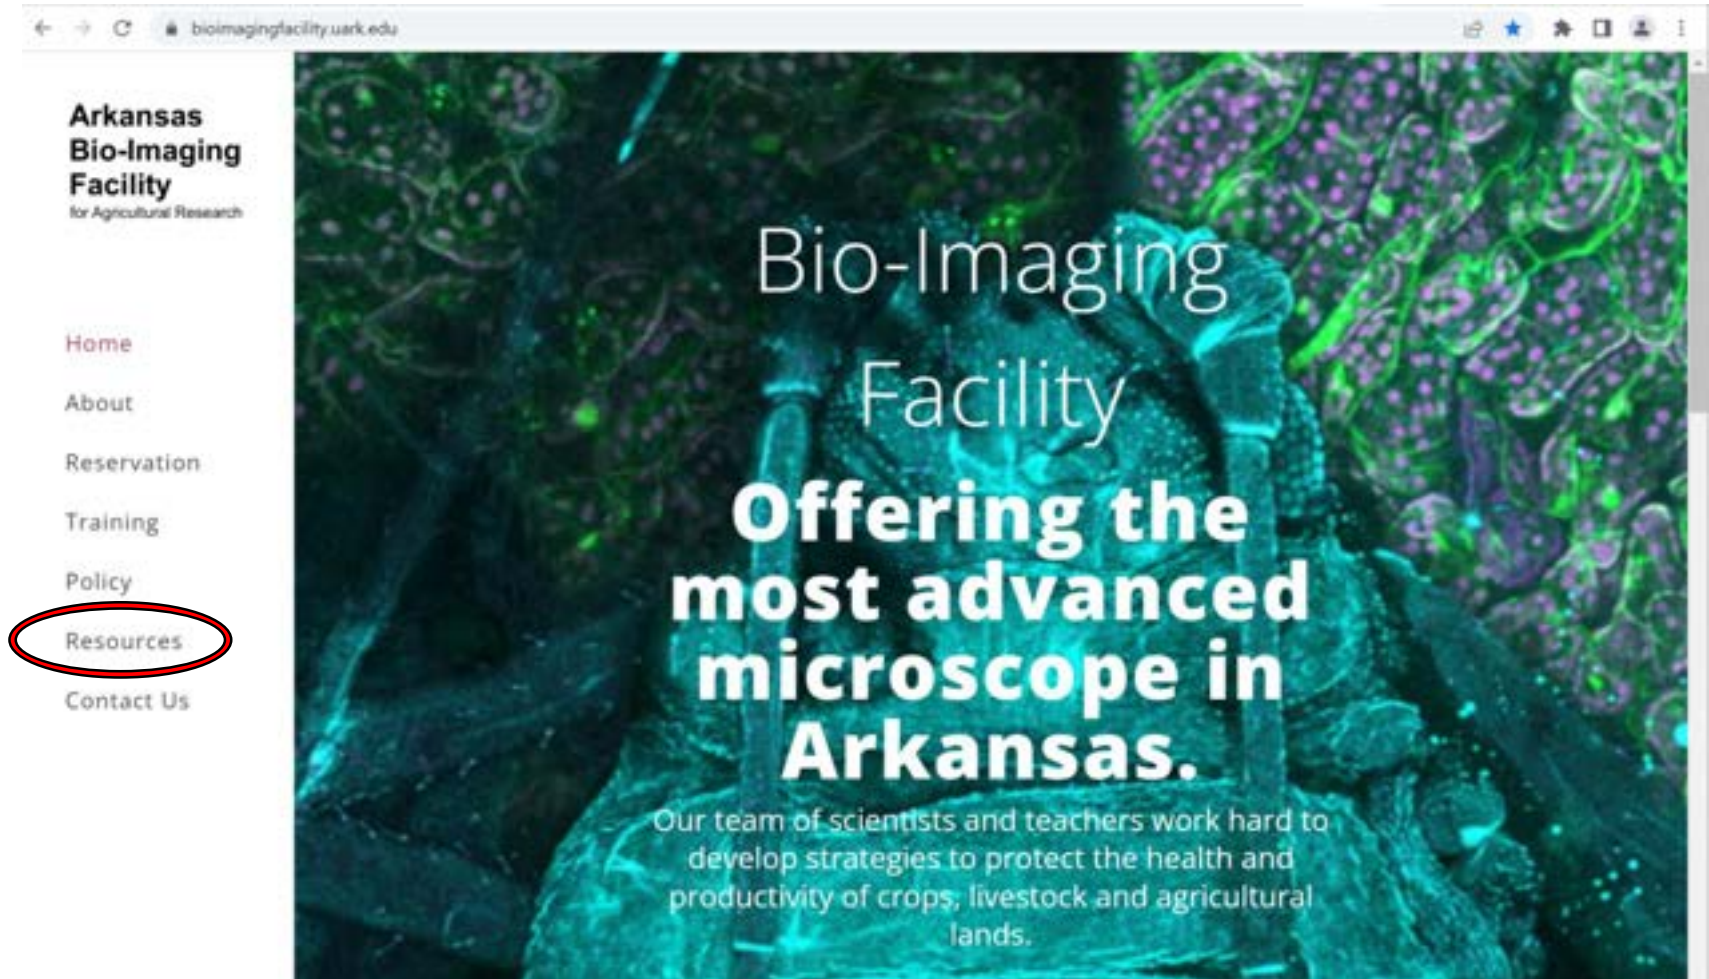 bioimagingfacility.uark.edu
Arkansas
Bio-Imaging
Facility
for Agricultural Research
Home
About
Reservation
Training
Policy
Resources
Contact Us
Bio-Imaging
Facility
Offering the
most advanced
microscope in
Arkansas.
Our team of scientists and teachers work hard to
develop strategies to protect the health and
productivity of crops, livestock and agricultural
lands.